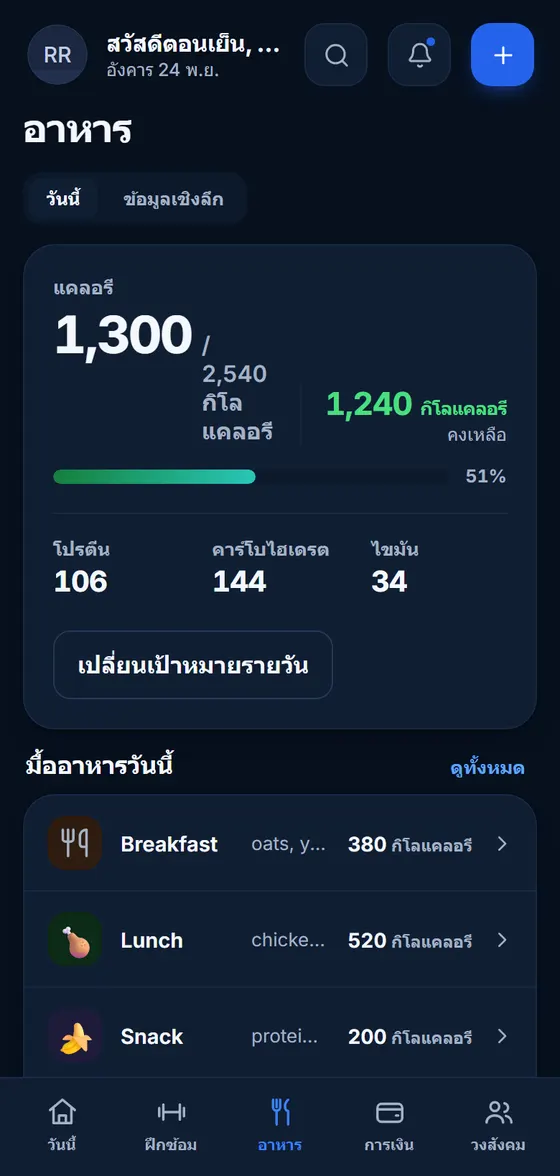 RR
สวัสดีตอนเย็น, ...
อังคาร 24 พ.ย.
อาหาร
วันนี้
ข้อมูลเชิงลึก
แคลอรี
1,300 /
2,540
กิโล
แคลอรี
1,240 กิโลแคลอรี
คงเหลือ
51%
โปรตีน
คาร์โบไฮเดรต
ไขมัน
106
144
34
เปลี่ยนเป้าหมายรายวัน
มื้ออาหารวันนี้
ดูทั้งหมด
Breakfast oats, y... 380 กิโลแคลอรี
Lunch chicke... 520 กิโลแคลอรี
Snack protei... 200 กิโลแคลอรี
วันนี้
ฝึกซ้อม
อาหาร
การเงิน
วงสังคม